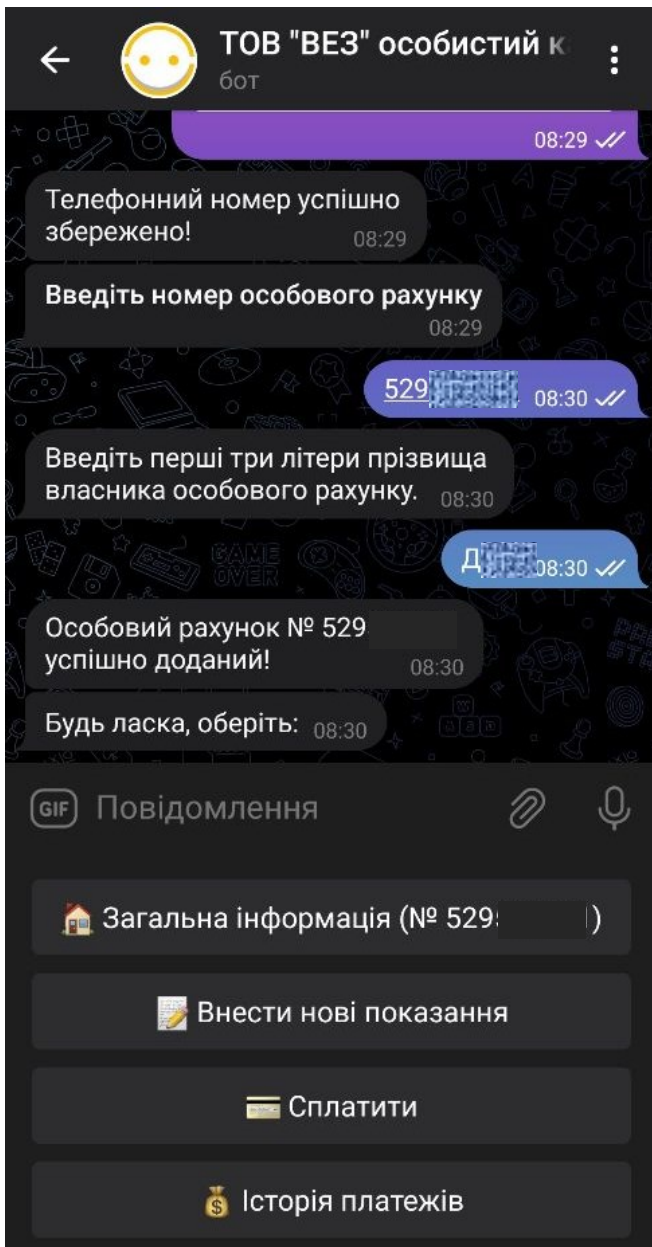 ТОВ "ВЕЗ" особистий к
бот
08:29
Телефонний номер успішно
збережено!
08:29
Введіть номер особового рахунку
08:29
529
08:30
Введіть перші три літери прізвища
власника особового рахунку.
08:30
Д
08:30
GAME
OVER
Особовий рахунок № 529
успішно доданий!
08:30
Будь ласка, оберіть:
08:30
GIF
Повідомлення
Загальна інформація (№ 529 )
Внести нові показання
Сплатити
Історія платежів